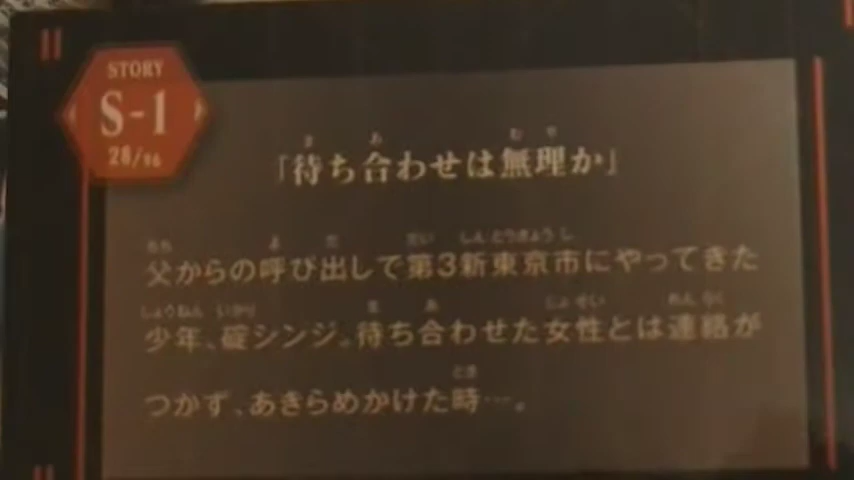 STORY
S-1
28/96
「待ち合わせは無理か」
父からの呼び出しで第3新東京市にやってきた
少年、碇シンジ。待ち合わせた女性とは連絡が
つかず、あきらめかけた時…。